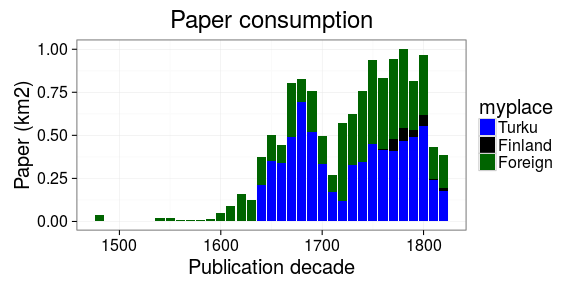 Paper consumption
Paper (km2)
1.00
0.75
0.50
0.25
0.00
1500 1600 1700 1800
Publication decade
myplace
Turku
Finland
Foreign